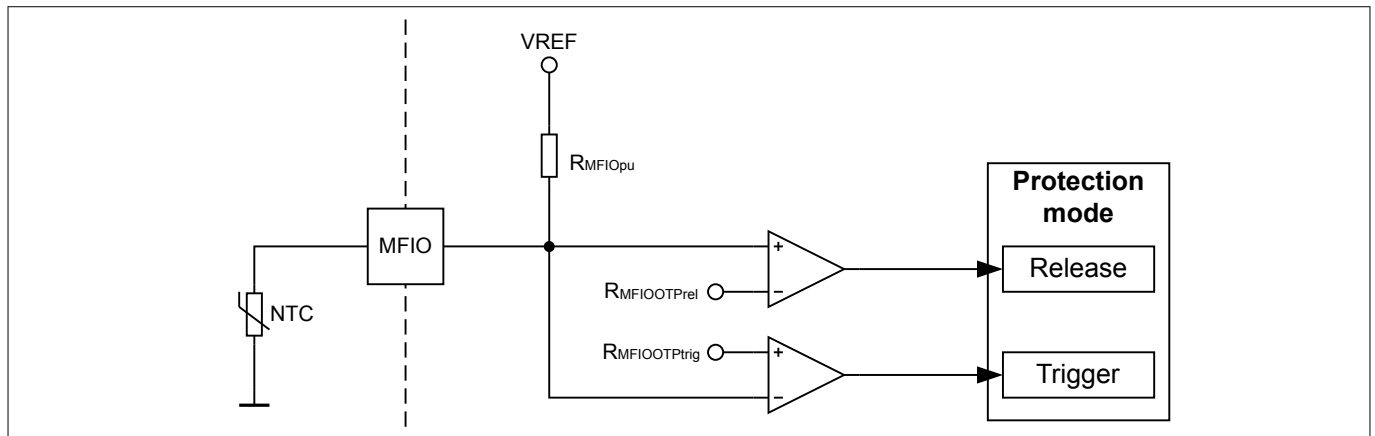 VREF
RMFIOpu
MFIO
NTC
RMFIOOTPrel
+
−
RMFIOOTPtrig
+
−
Protection
mode
Release
Trigger